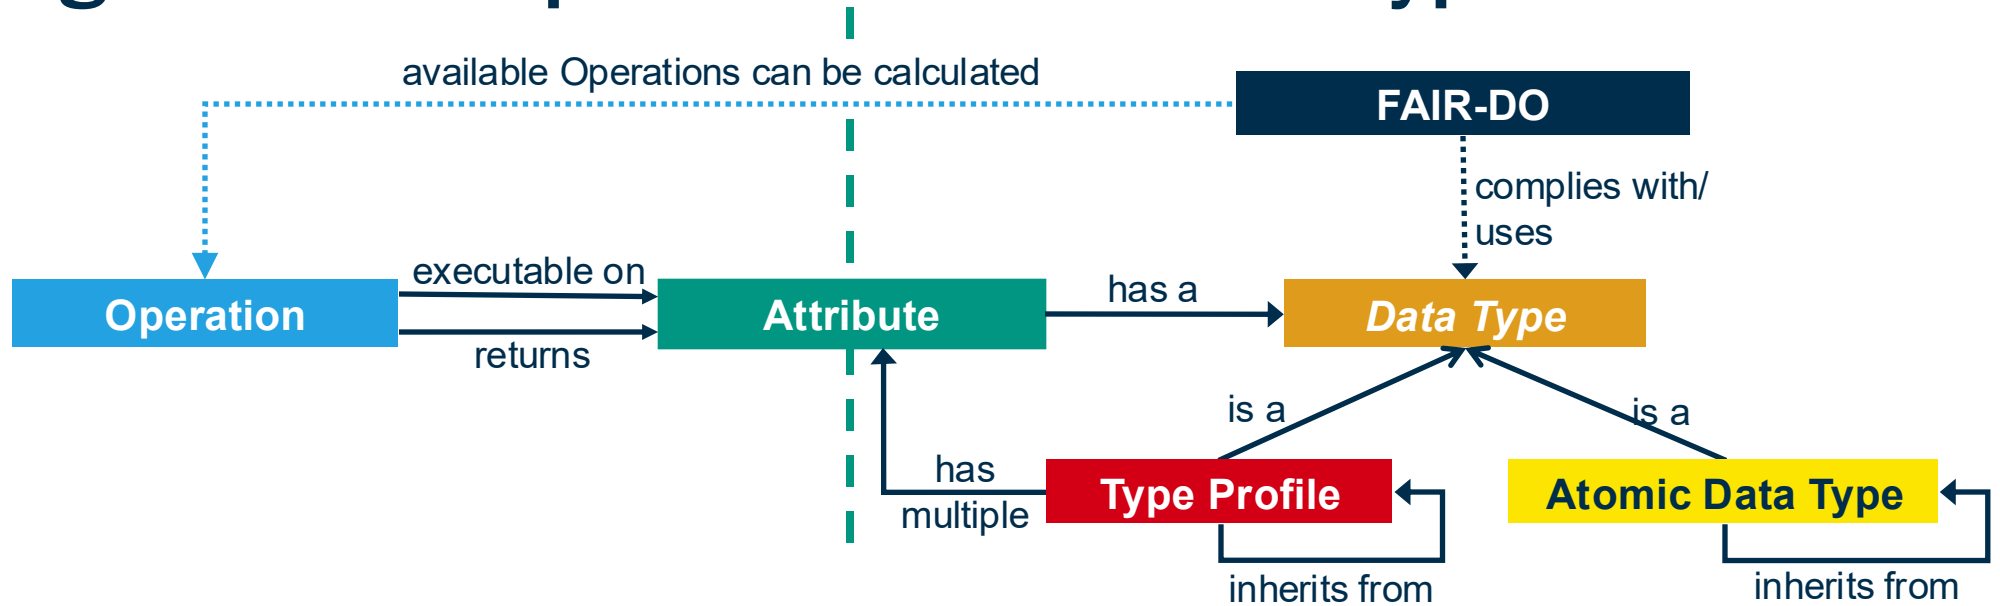 available Operations can be calculated
FAIR-DO
complies with/
uses
executable on
Operation
Attribute
has a
Data Type
returns
is a
is a
has
multiple
Type Profile
Atomic Data Type
inherits from
inherits from